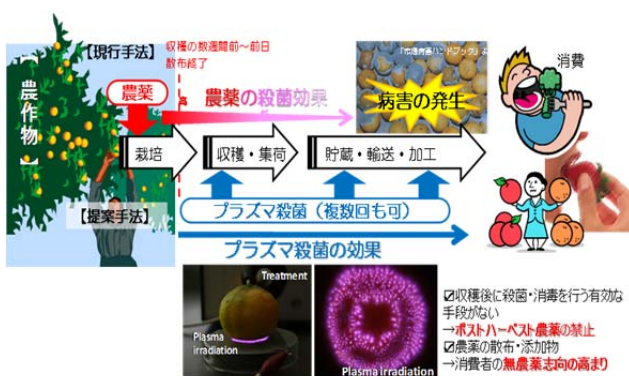 【現行手法】
収穫の数週間前～前日
散布終了
【農作物】
農薬
高
農薬の殺菌効果
低
病害の発生
消費
栽培
収穫・集荷
貯蔵・輸送・加工
【提案手法】
プラズマ殺菌（複数回も可）
プラズマ殺菌の効果
Treatment
Plasma
irradiation
Plasma irradiation
☑収穫後に殺菌・消毒を行う有効な
手段がない
→ポストハーベスト農薬の禁止
☑農薬の散布・添加物
→消費者の無農薬志向の高まり